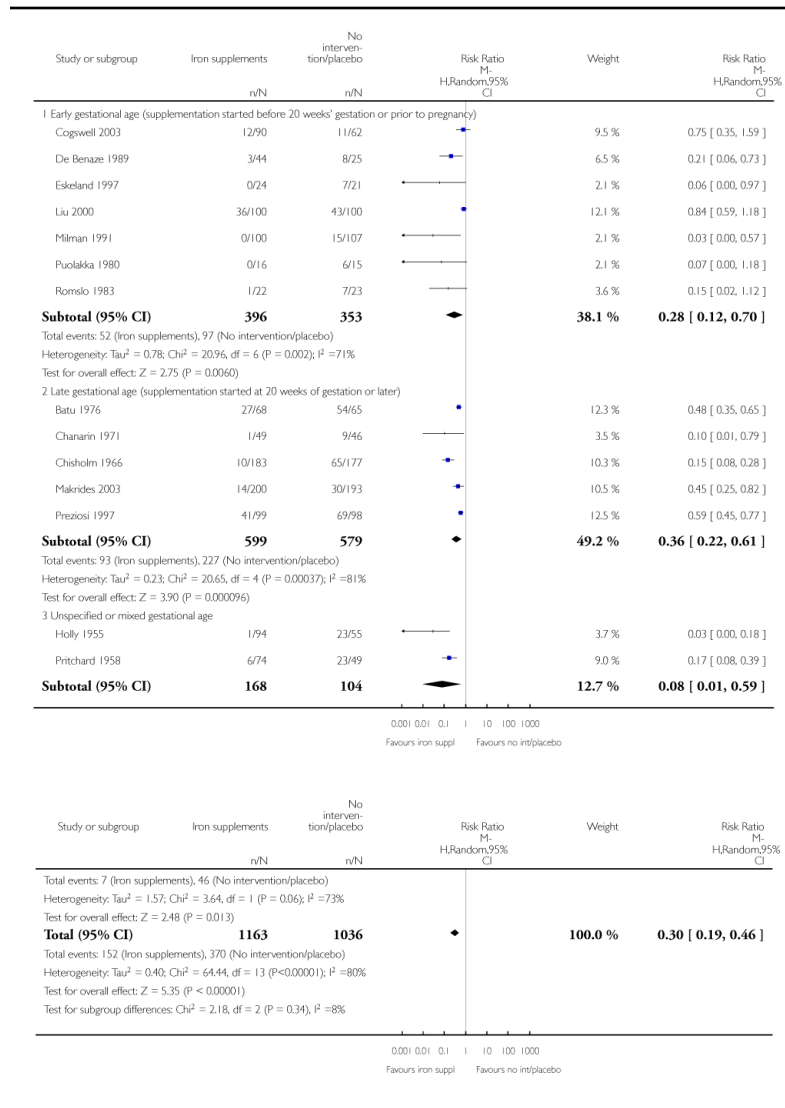 Study or subgroup Iron supplements No interven-tion/placebo Risk Ratio M-H,Random,95% CI Weight Risk Ratio M-H,Random,95% CI
n/N n/N
1 Early gestational age (supplementation started before 20 weeks' gestation or prior to pregnancy)
Cogswell 2003 12/90 11/62 9.5 % 0.75 [ 0.35, 1.59 ]
De Benaze 1989 3/44 8/25 6.5 % 0.21 [ 0.06, 0.73 ]
Eskeland 1997 0/24 7/21 2.1 % 0.06 [ 0.00, 0.97 ]
Liu 2000 36/100 43/100 12.1 % 0.84 [ 0.59, 1.18 ]
Milman 1991 0/100 15/107 2.1 % 0.03 [ 0.00, 0.57 ]
Puolakka 1980 0/16 6/15 2.1 % 0.07 [ 0.00, 1.18 ]
Romslo 1983 1/22 7/23 3.6 % 0.15 [ 0.02, 1.12 ]
Subtotal (95% CI) 396 353 38.1 % 0.28 [ 0.12, 0.70 ]
Total events: 52 (Iron supplements), 97 (No intervention/placebo)
Heterogeneity: Tau² = 0.78; Chi² = 20.96, df = 6 (P = 0.002); I² =71%
Test for overall effect: Z = 2.75 (P = 0.0060)
2 Late gestational age (supplementation started at 20 weeks of gestation or later)
Batu 1976 27/68 54/65 12.3 % 0.48 [ 0.35, 0.65 ]
Chanarin 1971 1/49 9/46 3.5 % 0.10 [ 0.01, 0.79 ]
Chisholm 1966 10/183 65/177 10.3 % 0.15 [ 0.08, 0.28 ]
Makrides 2003 14/200 30/193 10.5 % 0.45 [ 0.25, 0.82 ]
Preziosi 1997 41/99 69/98 12.5 % 0.59 [ 0.45, 0.77 ]
Subtotal (95% CI) 599 579 49.2 % 0.36 [ 0.22, 0.61 ]
Total events: 93 (Iron supplements), 227 (No intervention/placebo)
Heterogeneity: Tau² = 0.23; Chi² = 20.65, df = 4 (P = 0.00037); I² =81%
Test for overall effect: Z = 3.90 (P = 0.000096)
3 Unspecified or mixed gestational age
Holly 1955 1/94 23/55 3.7 % 0.03 [ 0.00, 0.18 ]
Pritchard 1958 6/74 23/49 9.0 % 0.17 [ 0.08, 0.39 ]
Subtotal (95% CI) 168 104 12.7 % 0.08 [ 0.01, 0.59 ]
0.001 0.01 0.1 1 10 100 1000
Favours iron suppl Favours no int/placebo
Study or subgroup Iron supplements No interven-tion/placebo Risk Ratio M-H,Random,95% CI Weight Risk Ratio M-H,Random,95% CI
n/N n/N
Total events: 7 (Iron supplements), 46 (No intervention/placebo)
Heterogeneity: Tau² = 1.57; Chi² = 3.64, df = 1 (P = 0.06); I² =73%
Test for overall effect: Z = 2.48 (P = 0.013)
Total (95% CI) 1163 1036 100.0 % 0.30 [ 0.19, 0.46 ]
Total events: 152 (Iron supplements), 370 (No intervention/placebo)
Heterogeneity: Tau² = 0.40; Chi² = 64.44, df = 13 (P<0.00001); I² =80%
Test for overall effect: Z = 5.35 (P < 0.00001)
Test for subgroup differences: Chi² = 2.18, df = 2 (P = 0.34), I² =8%
0.001 0.01 0.1 1 10 100 1000
Favours iron suppl Favours no int/placebo